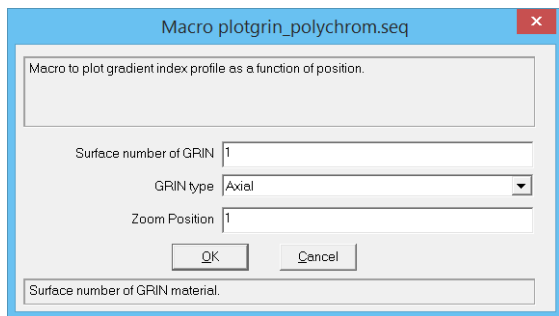 Macro plotgrin_polychrom.seq
×
Macro to plot gradient index profile as a function of position.
Surface number of GRIN 1
GRIN type Axial
Zoom Position 1
OK Cancel
Surface number of GRIN material.